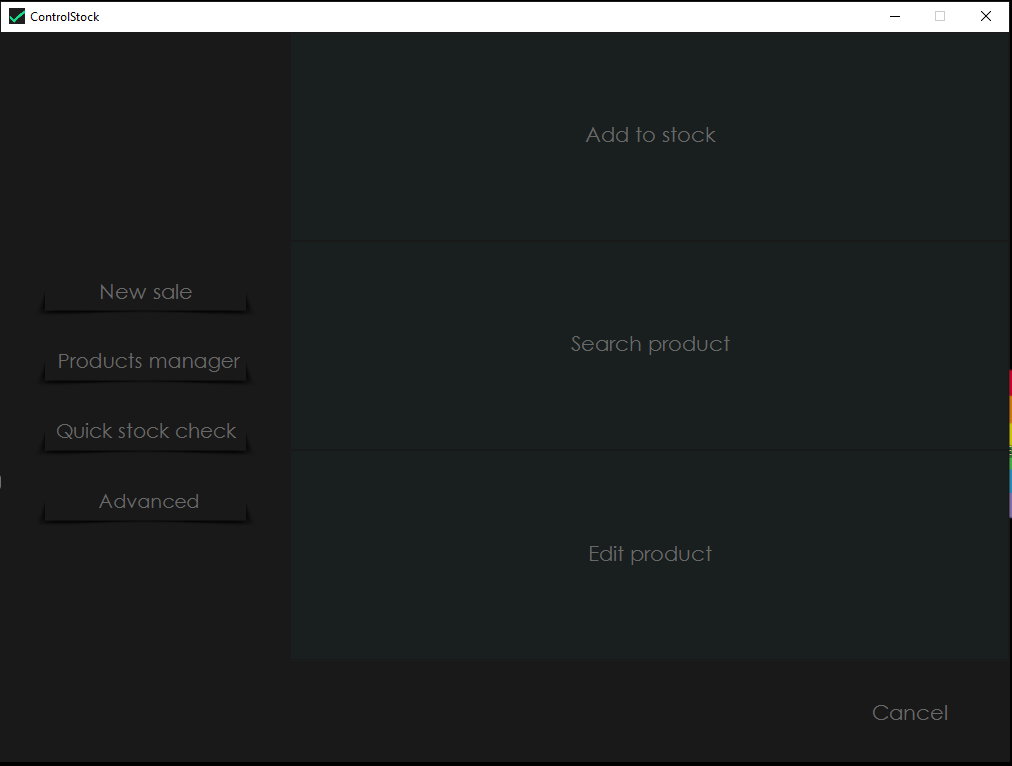 ControlStock
New sale
Products manager
Quick stock check
Advanced
Add to stock
Search product
Edit product
Cancel